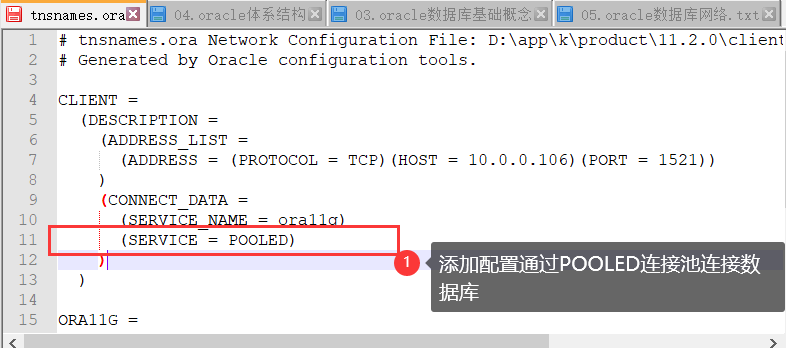 tnsnames.ora
04.oracle体系结构
03.oracle数据库基础概念
05.oracle数据库网络.txt
1 # tnsnames.ora Network Configuration File: D:\app\k\product\11.2.0\client
2 # Generated by Oracle configuration tools.
3
4 CLIENT =
5 (DESCRIPTION =
6 (ADDRESS_LIST =
7 (ADDRESS = (PROTOCOL = TCP)(HOST = 10.0.0.106)(PORT = 1521))
8 )
9 (CONNECT_DATA =
10 (SERVICE_NAME = ora11g)
11 (SERVICE = POOLED)
12 )
13 )
14
15 ORA11G =
1
添加配置通过POOLED连接池连接数
据库